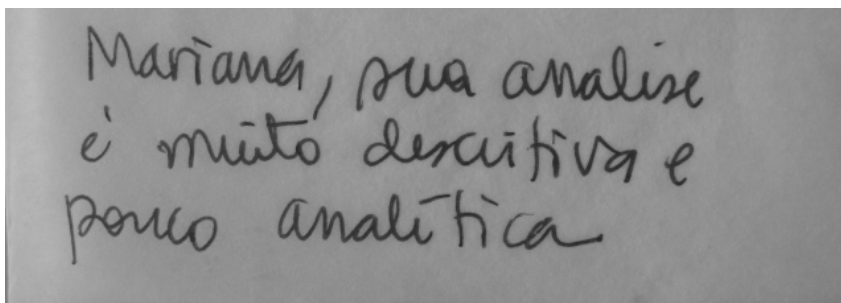 Mariana, sua analise
é muito descritiva e
pouco analítica